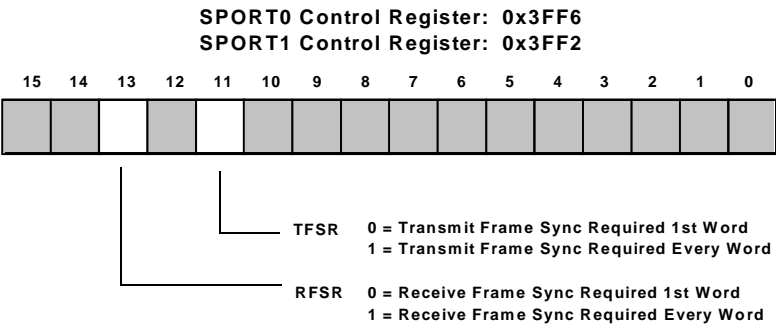 SPORT0 Control Register: 0x3FF6
SPORT1 Control Register: 0x3FF2
15 14 13 12 11 10 9 8 7 6 5 4 3 2 1 0
TFSR 0 = Transmit Frame Sync Required 1st Word
1 = Transmit Frame Sync Required Every Word
RFSR 0 = Receive Frame Sync Required 1st Word
1 = Receive Frame Sync Required Every Word